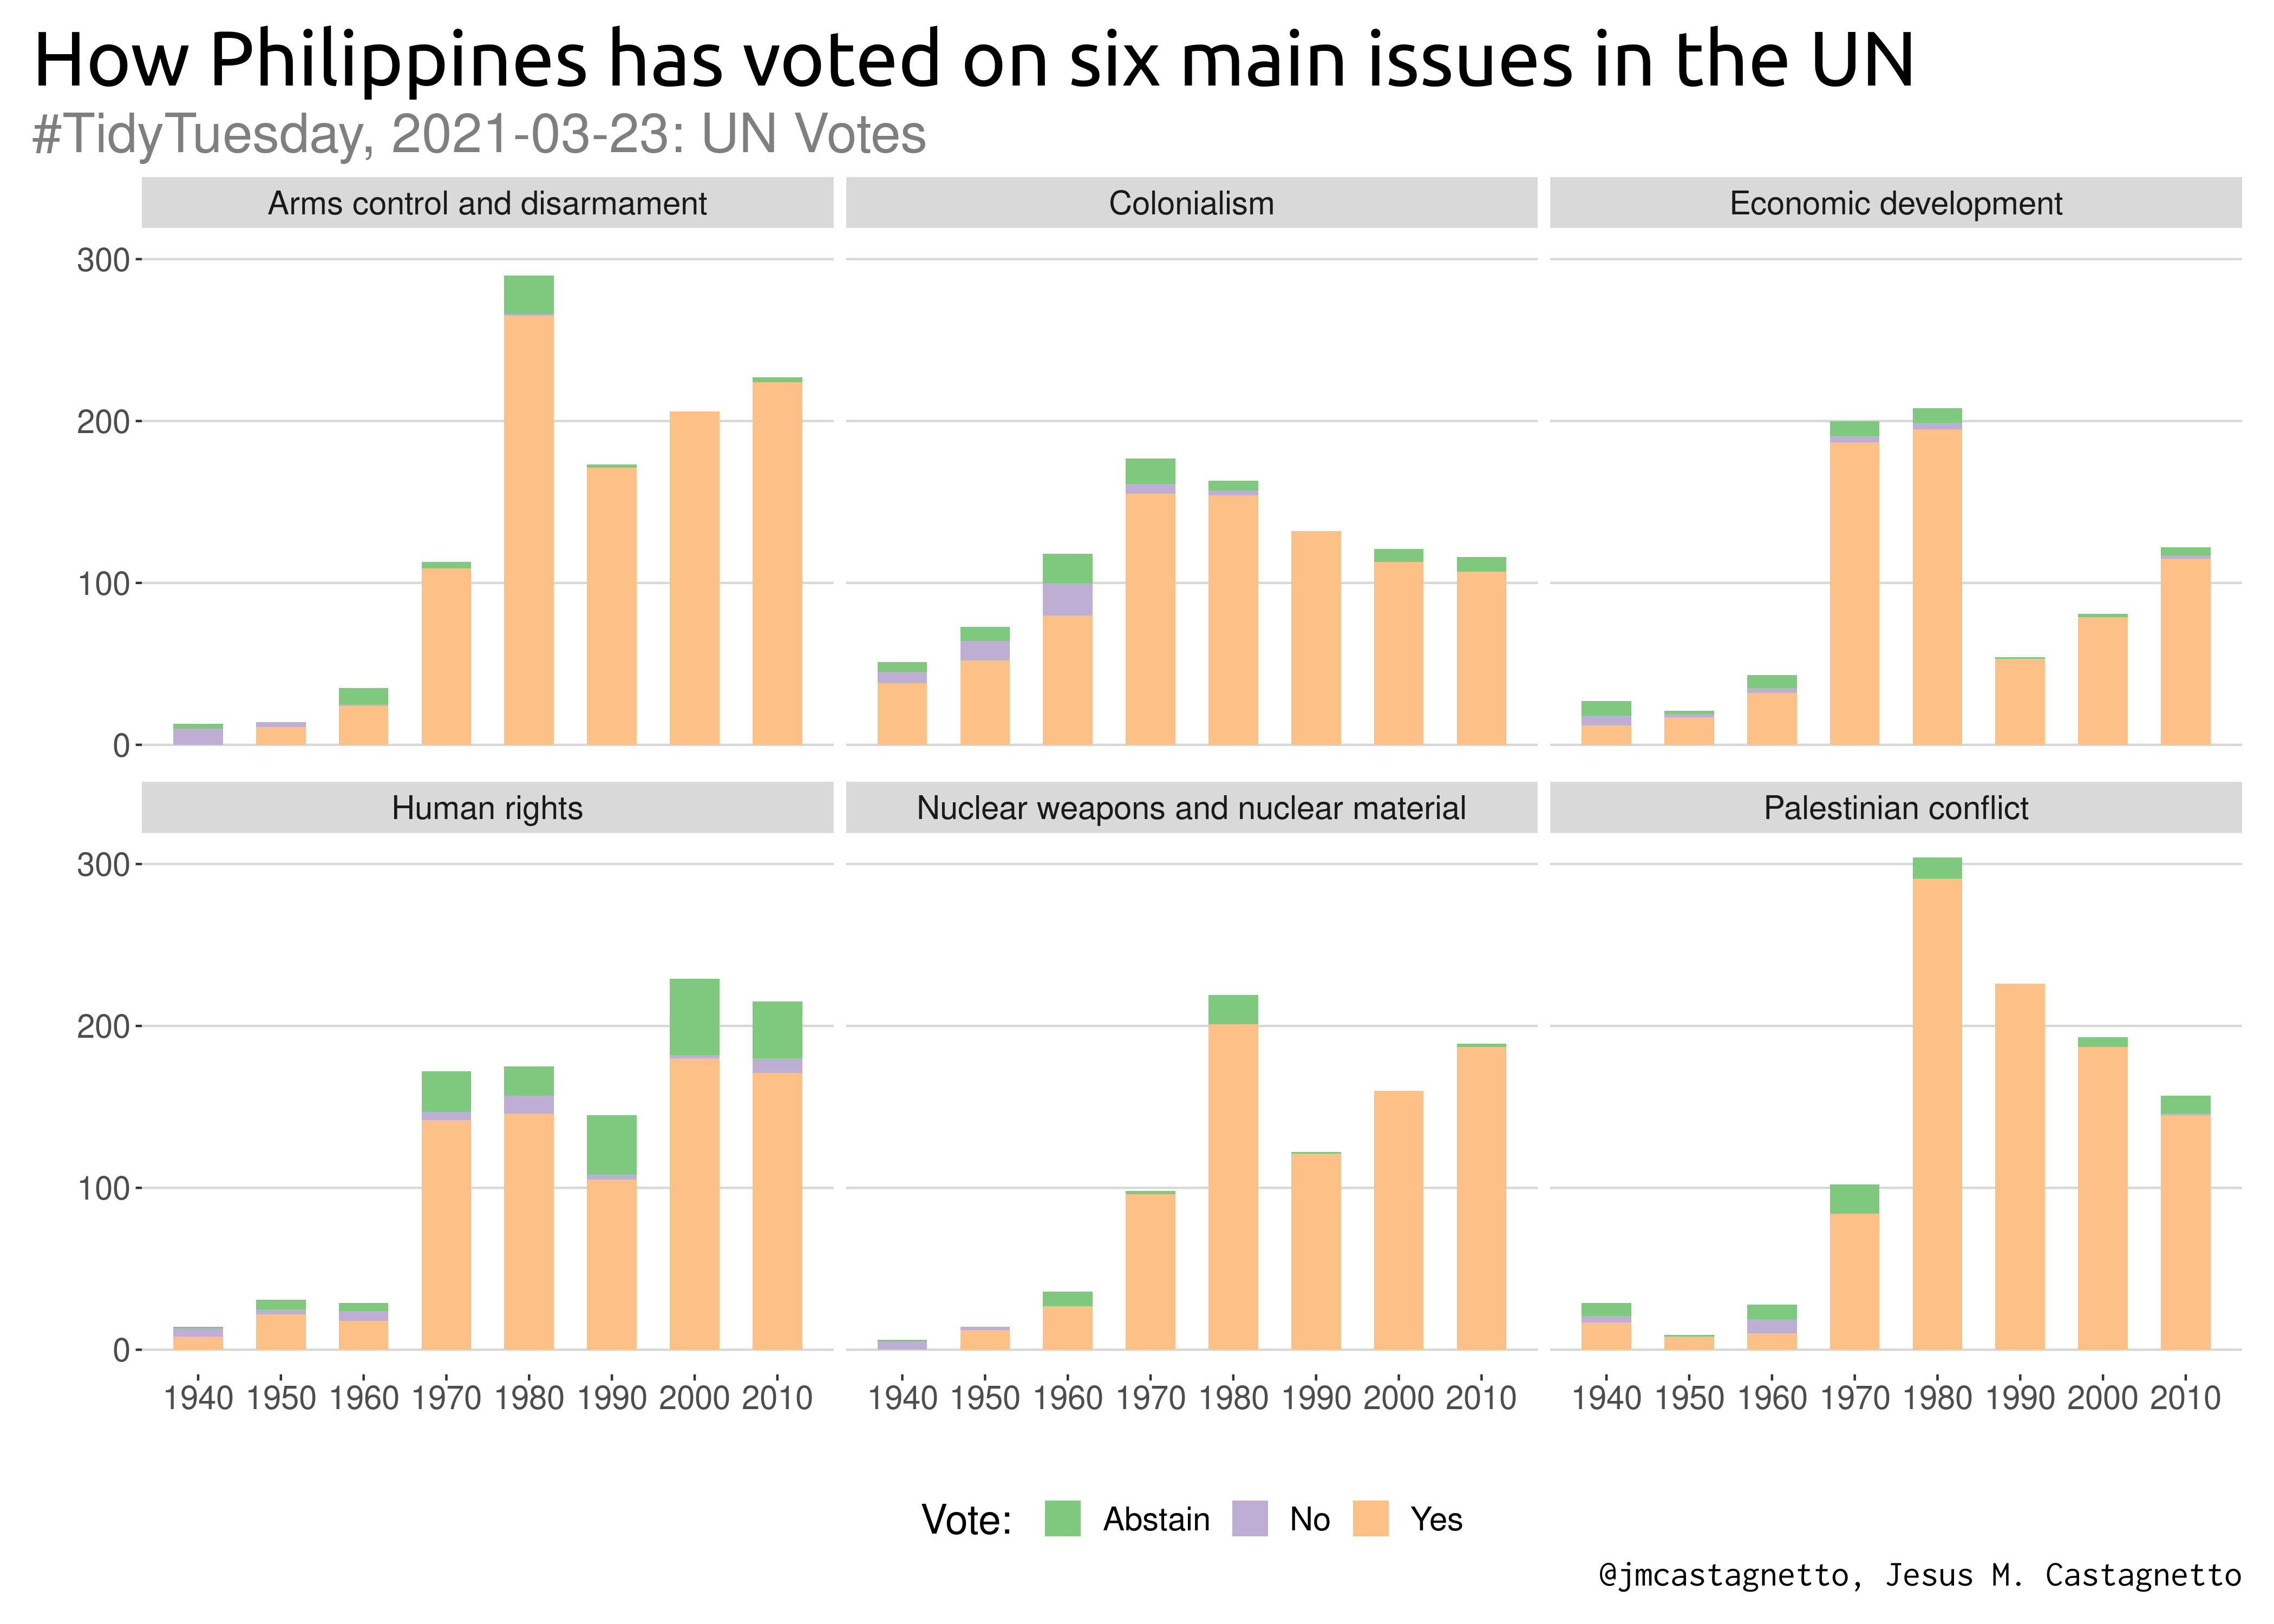 How Philippines has voted on six main issues in the UN
#TidyTuesday, 2021-03-23: UN Votes
Arms control and disarmament Colonialism Economic development
300
200
100
0
Human rights Nuclear weapons and nuclear material Palestinian conflict
300
200
100
0
1940 1950 1960 1970 1980 1990 2000 2010 1940 1950 1960 1970 1980 1990 2000 2010 1940 1950 1960 1970 1980 1990 2000 2010
Vote: Abstain No Yes
@jmcastagnetto, Jesus M. Castagnetto